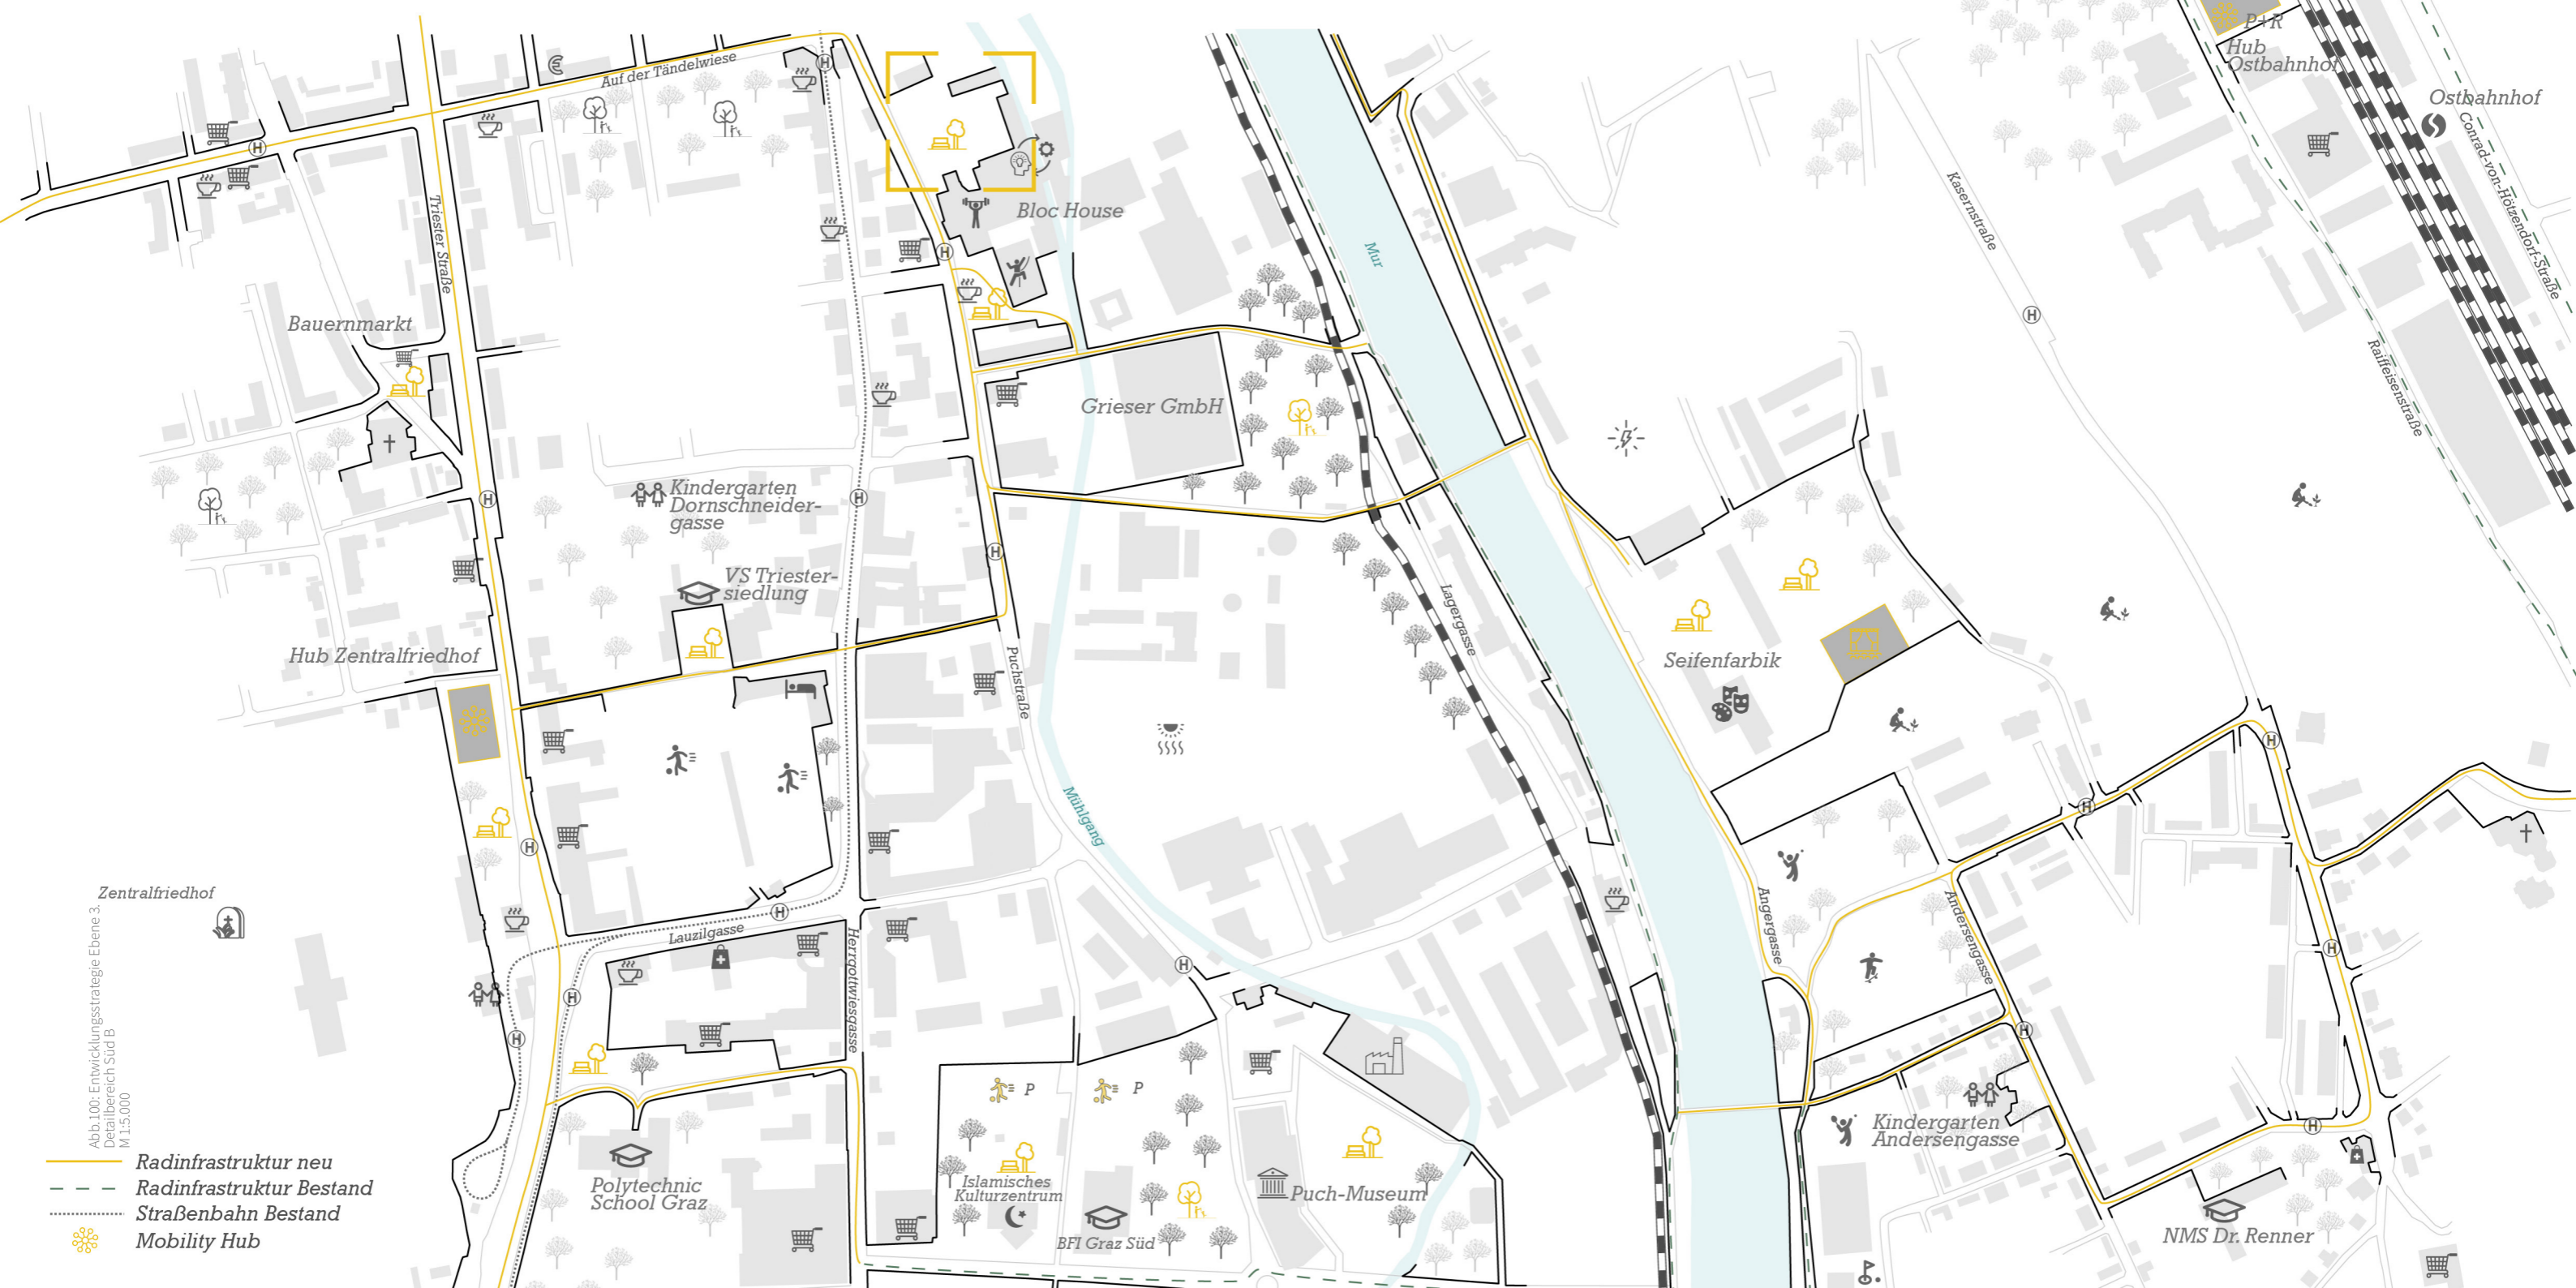 P+R
Hub
Ostbahnhof
Ostbahnhof
Conrad-von-Hötzendorf-Straße
Auf der Tändelwiese
H
H
Triester Straße
Bloc House
H
Mur
Kasernstraße
H
Raiffeisenstraße
Bauernmarkt
Grieser GmbH
Kindergarten
Dornschneider-
gasse
H
H
H
VS Triester-
siedlung
Lagergasse
Hub Zentralfriedhof
Puchstraße
Seifenfarbik
Mühlgang
H
H
H
Zentralfriedhof
H
Lauzilgasse
Herrgottwiesgasse
Angergasse
Andersengasse
H
H
H
H
H
Abb.100: Entwicklungsstrategie Ebene 3.
Detailbereich Süd B
M 1:5.000
P
P
Kindergarten
Andersengasse
H
Radinfrastruktur neu
Radinfrastruktur Bestand
Straßenbahn Bestand
Mobility Hub
Polytechnic
School Graz
Islamisches
Kulturzentrum
BFI Graz Süd
Puch-Museum
NMS Dr. Renner